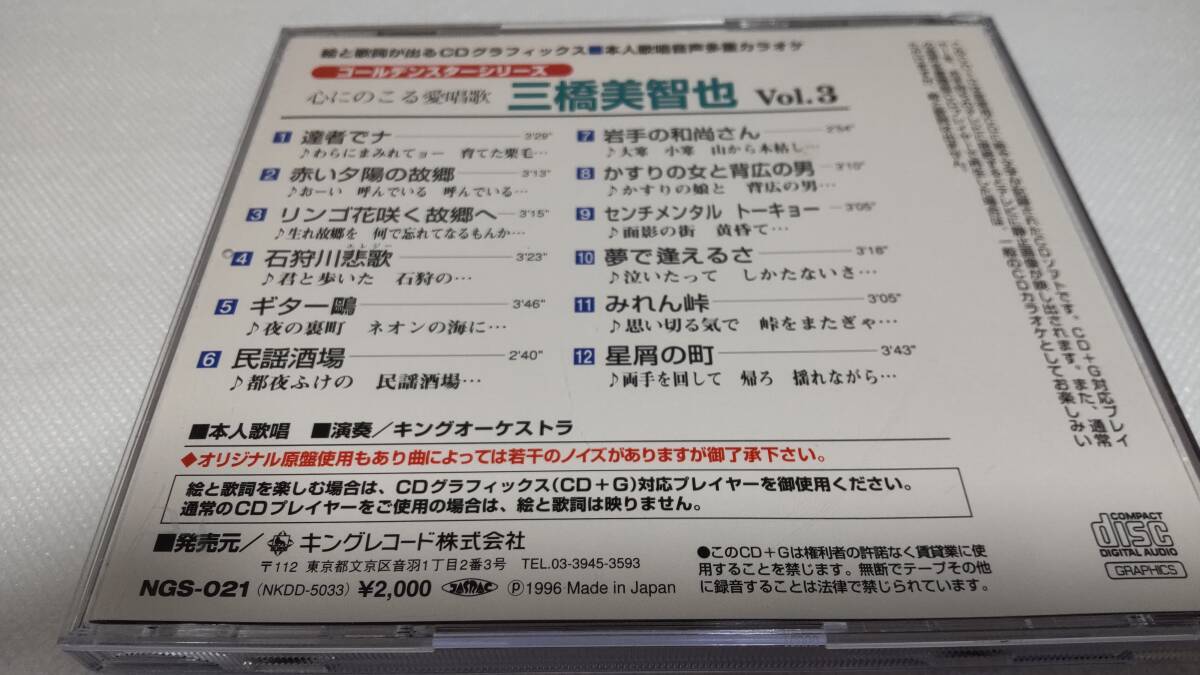 絵と歌詞が出るCDグラフィックス■本人歌唱音声多重カラオケ
ゴールデンスターシリーズ
心にのこる愛唱歌 三橋美智也 Vol.3
1 達者でナ 3'29"
♪わらにまみれてョー 育てた栗毛…
2 赤い夕陽の故郷 3'13"
♪おーい 呼んでいる 呼んでいる…
3 リンゴ花咲く故郷へ 3'15"
♪生れ故郷を 何で忘れてなるもんか…
エレジー
4 石狩川悲歌 3'23"
♪君と歩いた 石狩の…
5 ギター鷗 3'46"
♪夜の裏町 ネオンの海に…
6 民謡酒場 2'40"
♪都夜ふけの 民謡酒場…
7 岩手の和尚さん 2'54"
♪大寒 小寒 山から木枯し…
8 かすりの女と背広の男 3'10"
♪かすりの娘と 背広の男…
9 センチメンタル トーキョー 3'05"
♪面影の街 黄昏て…
10 夢で逢えるさ 3'16"
♪泣いたって しかたないさ…
11 みれん峠 3'05"
♪思い切る気で 峠をまたぎゃ…
12 星屑の町 3'43"
♪両手を回して 帰ろ 揺れながら…
■本人歌唱 ■演奏/キングオーケストラ
◆オリジナル原盤使用もあり曲によっては若干のノイズがありますが御了承下さい。
絵と歌詞を楽しむ場合は、CDグラフィックス(CD+G)対応プレイヤーを御使用ください。
通常のCDプレイヤーをご使用の場合は、絵と歌詞は映りません。
■発売元/ キングレコード株式会社
〒112 東京都文京区音羽1丁目2番3号 TEL.03-3945-3593
NGS-021 (NKDD-5033) ¥2,000 JASRAC Ⓟ1996 Made in Japan
●このCD+Gは権利者の許諾なく賃貸業に使
用することを禁じます。無断でテープその他
に録音することは法律で禁じられています。
COMPACT
disc
DIGITAL AUDIO
GRAPHICS